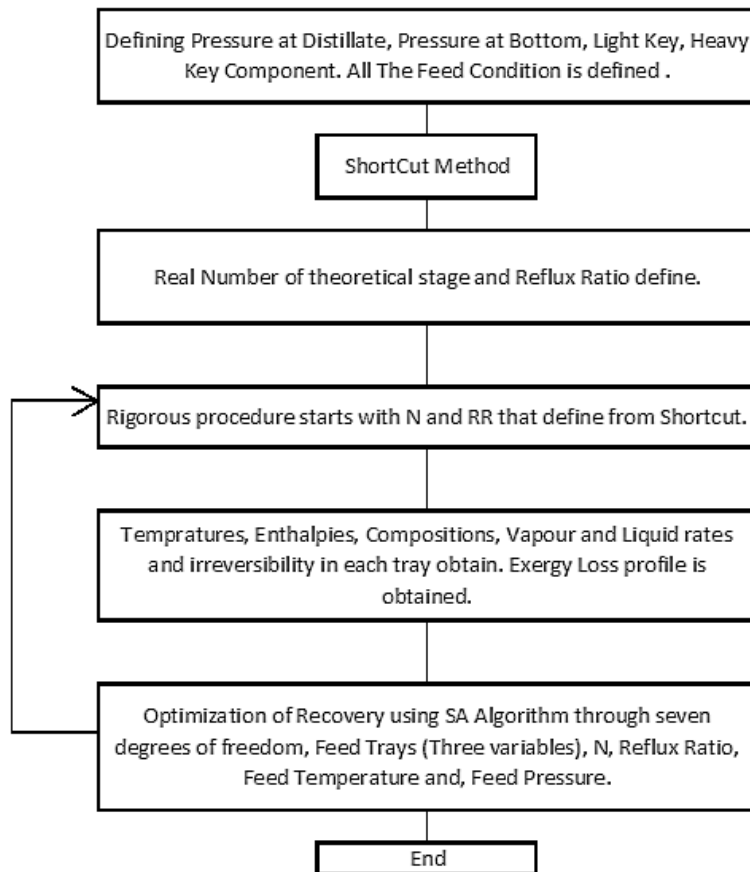 Defining Pressure at Distillate, Pressure at Bottom, Light Key, Heavy
Key Component. All The Feed Condition is defined .
ShortCut Method
Real Number of theoretical stage and Reflux Ratio define.
Rigorous procedure starts with N and RR that define from Shortcut.
Tempratures, Enthalpies, Compositions, Vapour and Liquid rates
and irreversibility in each tray obtain. Exergy Loss profile is
obtained.
Optimization of Recovery using SA Algorithm through seven
degrees of freedom, Feed Trays (Three variables), N, Reflux Ratio,
Feed Temperature and, Feed Pressure.
End